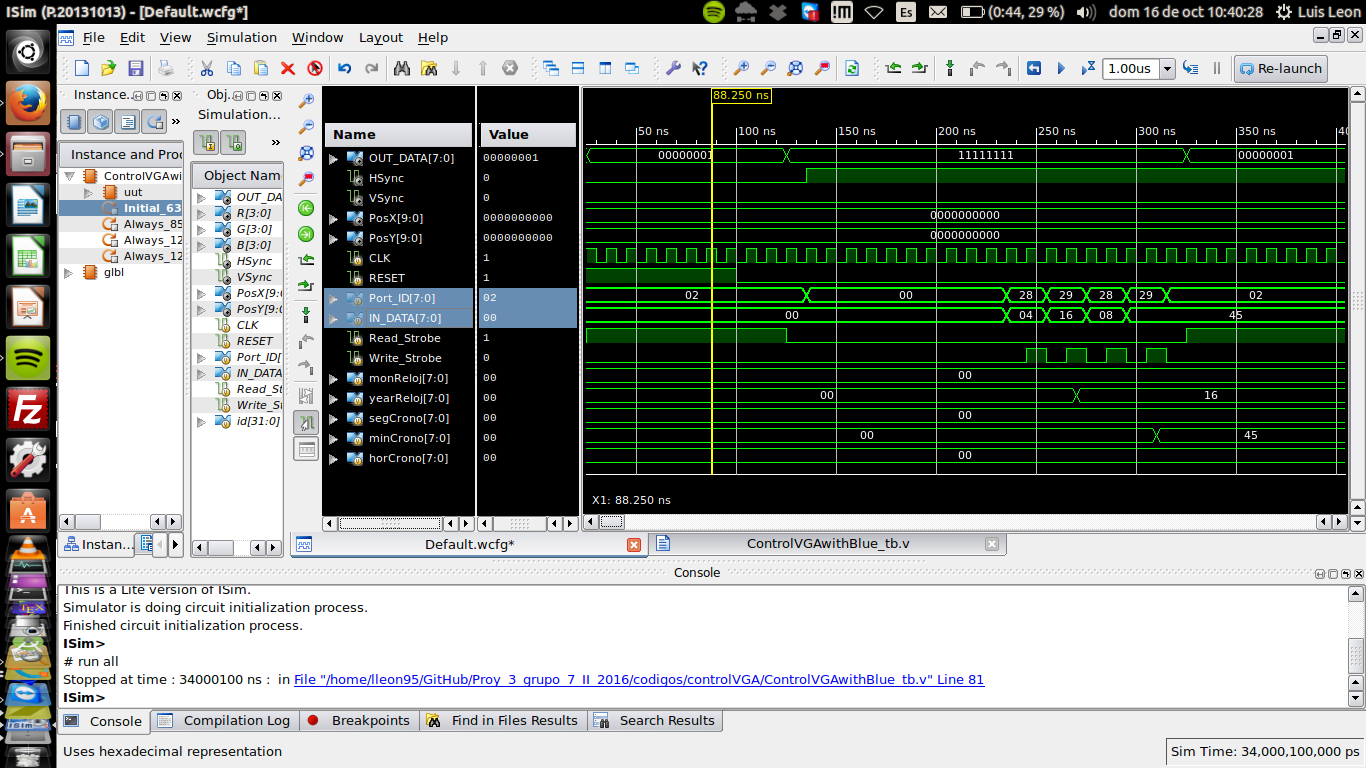 ISim (P.20131013) - [Default.wcfg*]
Es
(0:44, 29 %)
dom 16 de oct 10:40:28
Luis Leon
File Edit View Simulation Window Layout Help
1.00us
Re-launch
Instance...
Obj...
Simulation...
»
»
Instance and Proc
ControlVGAwi
uut
Initial_63
Always_85
Always_12
Always_12
glbl
Object Nam
OUT_DA
R[3:0]
G[3:0]
B[3:0]
HSync
VSync
PosX[9:0
PosY[9:0
CLK
RESET
Port_ID[
IN_DATA
Read_St
Write_St
id[31:0]
Name Value
OUT_DATA[7:0] 00000001
HSync 0
VSync 0
PosX[9:0] 0000000000
PosY[9:0] 0000000000
CLK 1
RESET 1
Port_ID[7:0] 02
IN_DATA[7:0] 00
Read_Strobe 1
Write_Strobe 0
monReloj[7:0] 00
yearReloj[7:0] 00
segCrono[7:0] 00
minCrono[7:0] 00
horCrono[7:0] 00
88.250 ns
50 ns 100 ns 150 ns 200 ns 250 ns 300 ns 350 ns 40
00000001 11111111 00000001
0000000000
0000000000
02 00 28 29 28 29 02
00 04 16 08 45
00
00 16
00
00 45
00
X1: 88.250 ns
Instan...
Default.wcfg*
ControlVGAwithBlue_tb.v
Console
This is a Lite version of ISim.
Simulator is doing circuit initialization process.
Finished circuit initialization process.
ISim>
# run all
Stopped at time : 34000100 ns : in File "/home/lleon95/GitHub/Proy_3_grupo_7_II_2016/codigos/controlVGA/ControlVGAwithBlue_tb.v" Line 81
ISim>
Console
Compilation Log
Breakpoints
Find in Files Results
Search Results
Uses hexadecimal representation
Sim Time: 34,000,100,000 ps